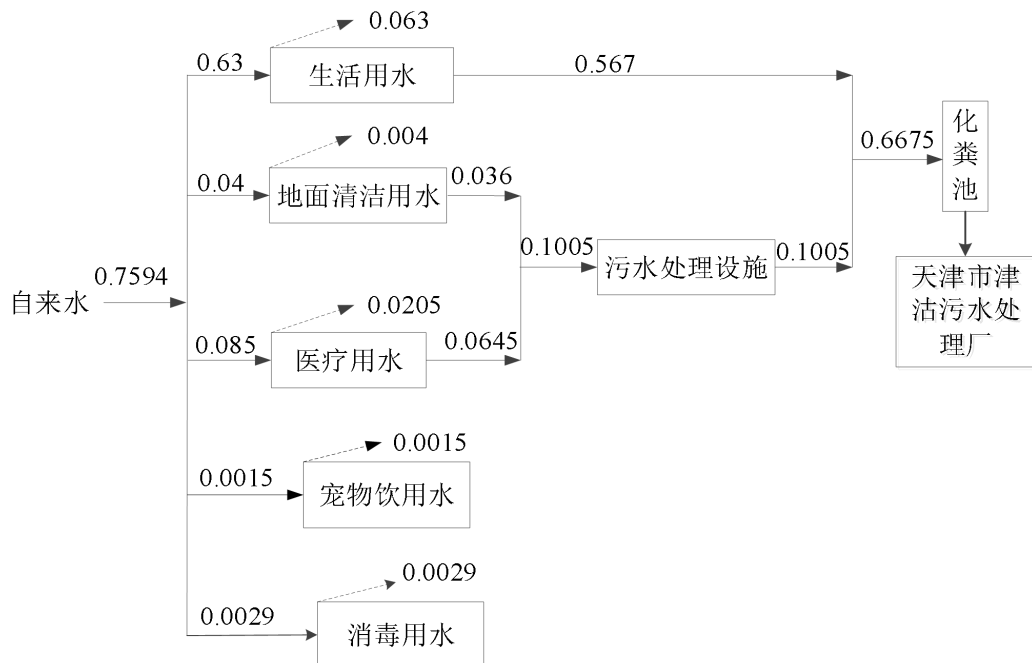 0.063
0.63
生活用水
0.567
0.004
0.04
地面清洁用水
0.036
0.6675
化
粪
池
0.7594
自来水
0.1005
污水处理设施
0.1005
天津市津
沽污水处
理厂
0.0205
0.085
医疗用水
0.0645
0.0015
0.0015
宠物饮用水
0.0029
0.0029
消毒用水